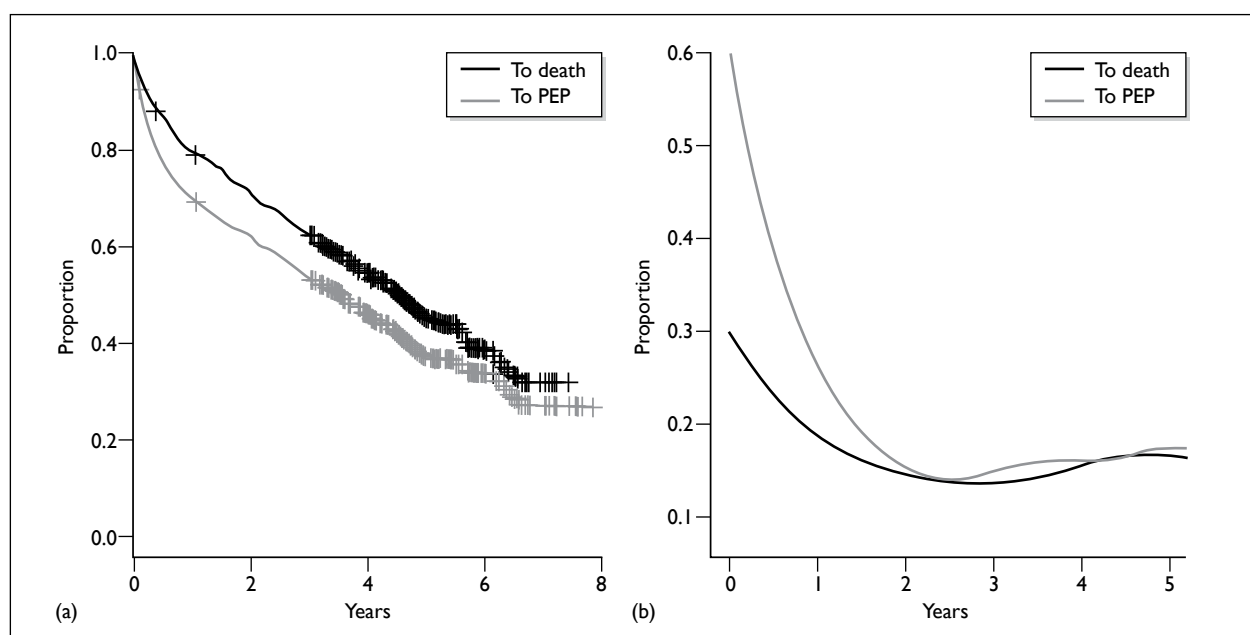 1.0
0.8
0.6
0.4
0.2
0.0
Proportion
0 2 4 6 8
Years
(a)
To death
To PEP
0.6
0.5
0.4
0.3
0.2
0.1
Proportion
0 1 2 3 4 5
Years
(b)
To death
To PEP